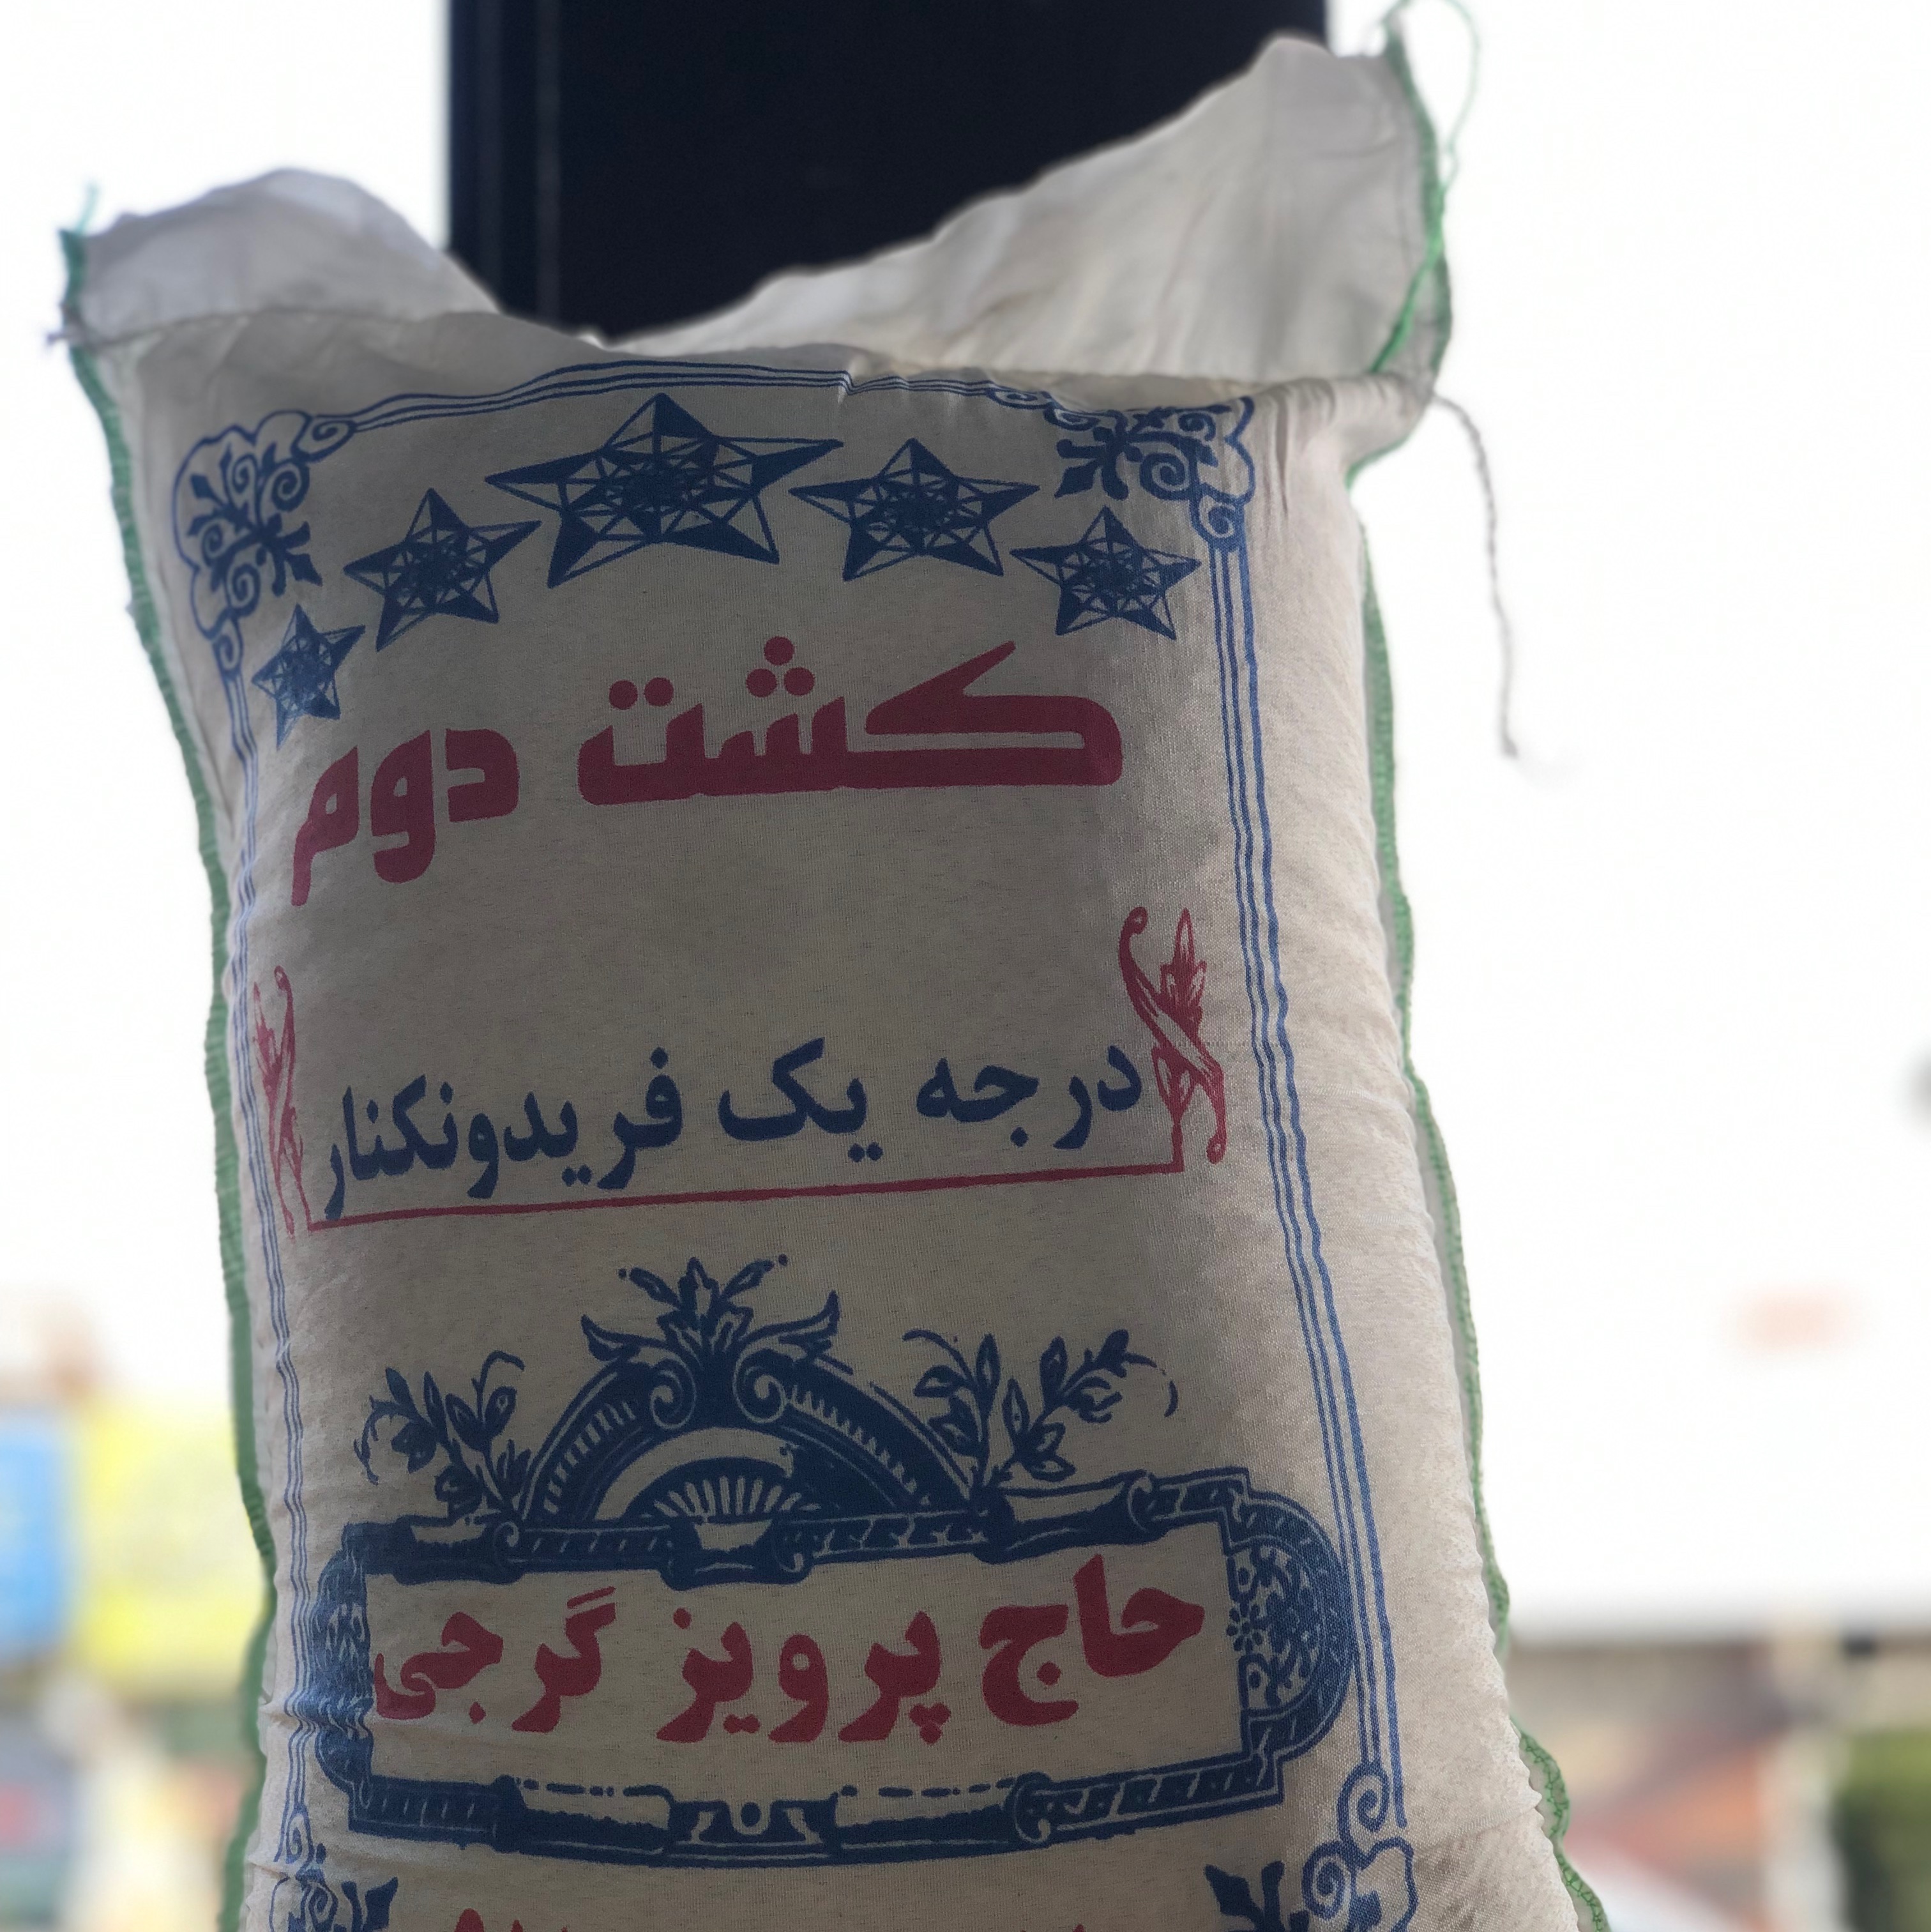 کشت دوم
درجه یک فریدونکنار
حاج پرویز گرجی